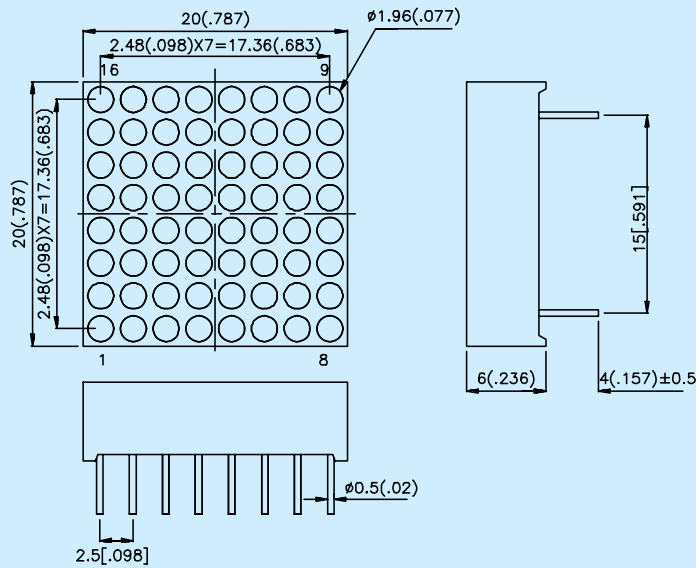 20(.787)
ø1.96(.077)
2.48(.098)X7=17.36(.683)
16
9
20(.787)
2.48(.098)X7=17.36(.683)
15[.591]
1
8
6(.236)
4(.157)±0.5
ø0.5(.02)
2.5[.098]